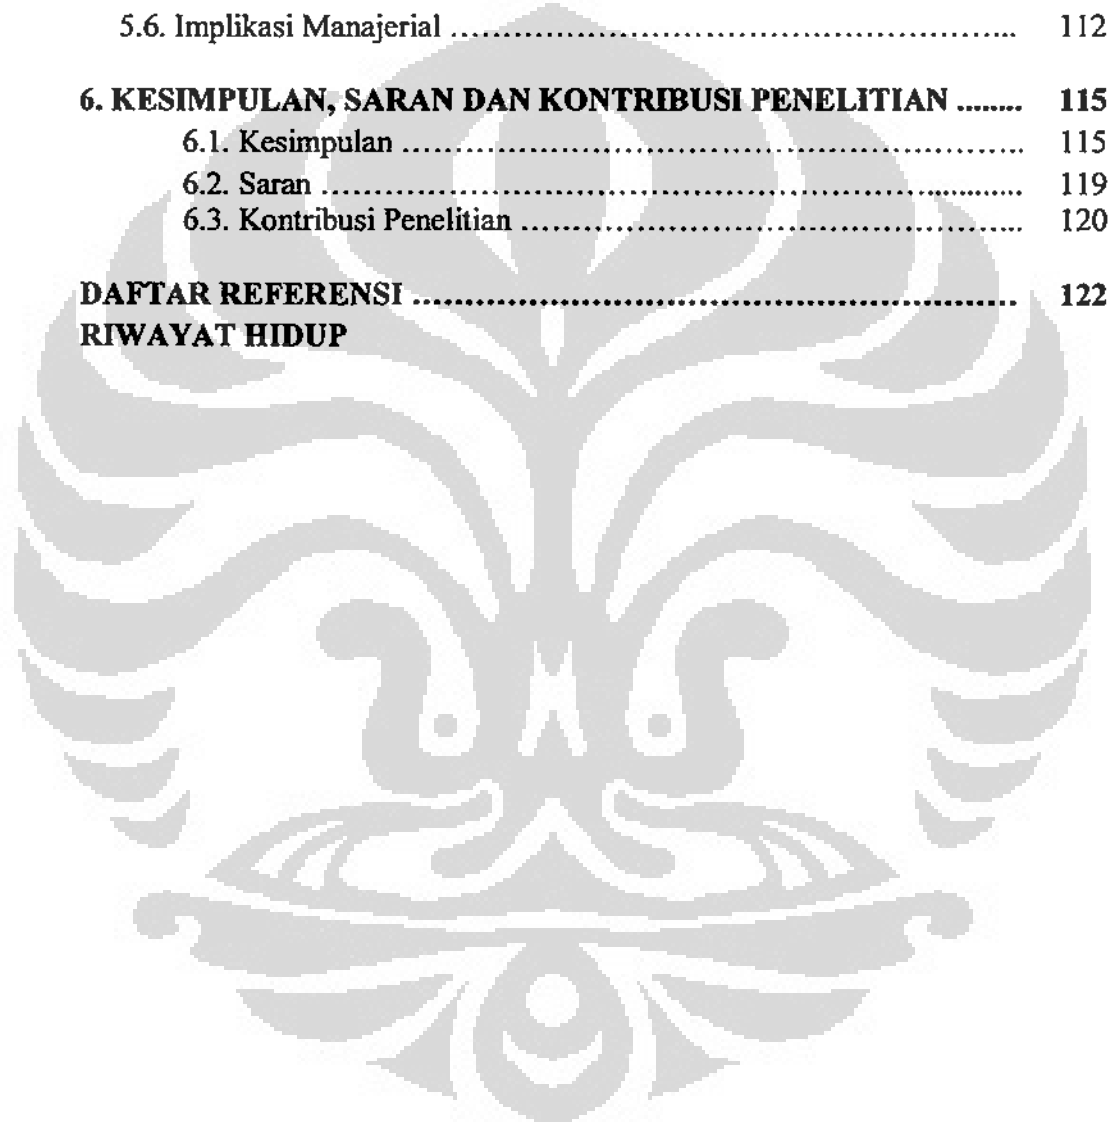 5.6. Implikasi Manajerial ........................................................ 112
6. KESIMPULAN, SARAN DAN KONTRIBUSI PENELITIAN ........ 115
6.1. Kesimpulan ............................................................... 115
6.2. Saran ...................................................................... 119
6.3. Kontribusi Penelitian .................................................. 120
DAFTAR REFERENSI .......................................................... 122
RIWAYAT HIDUP